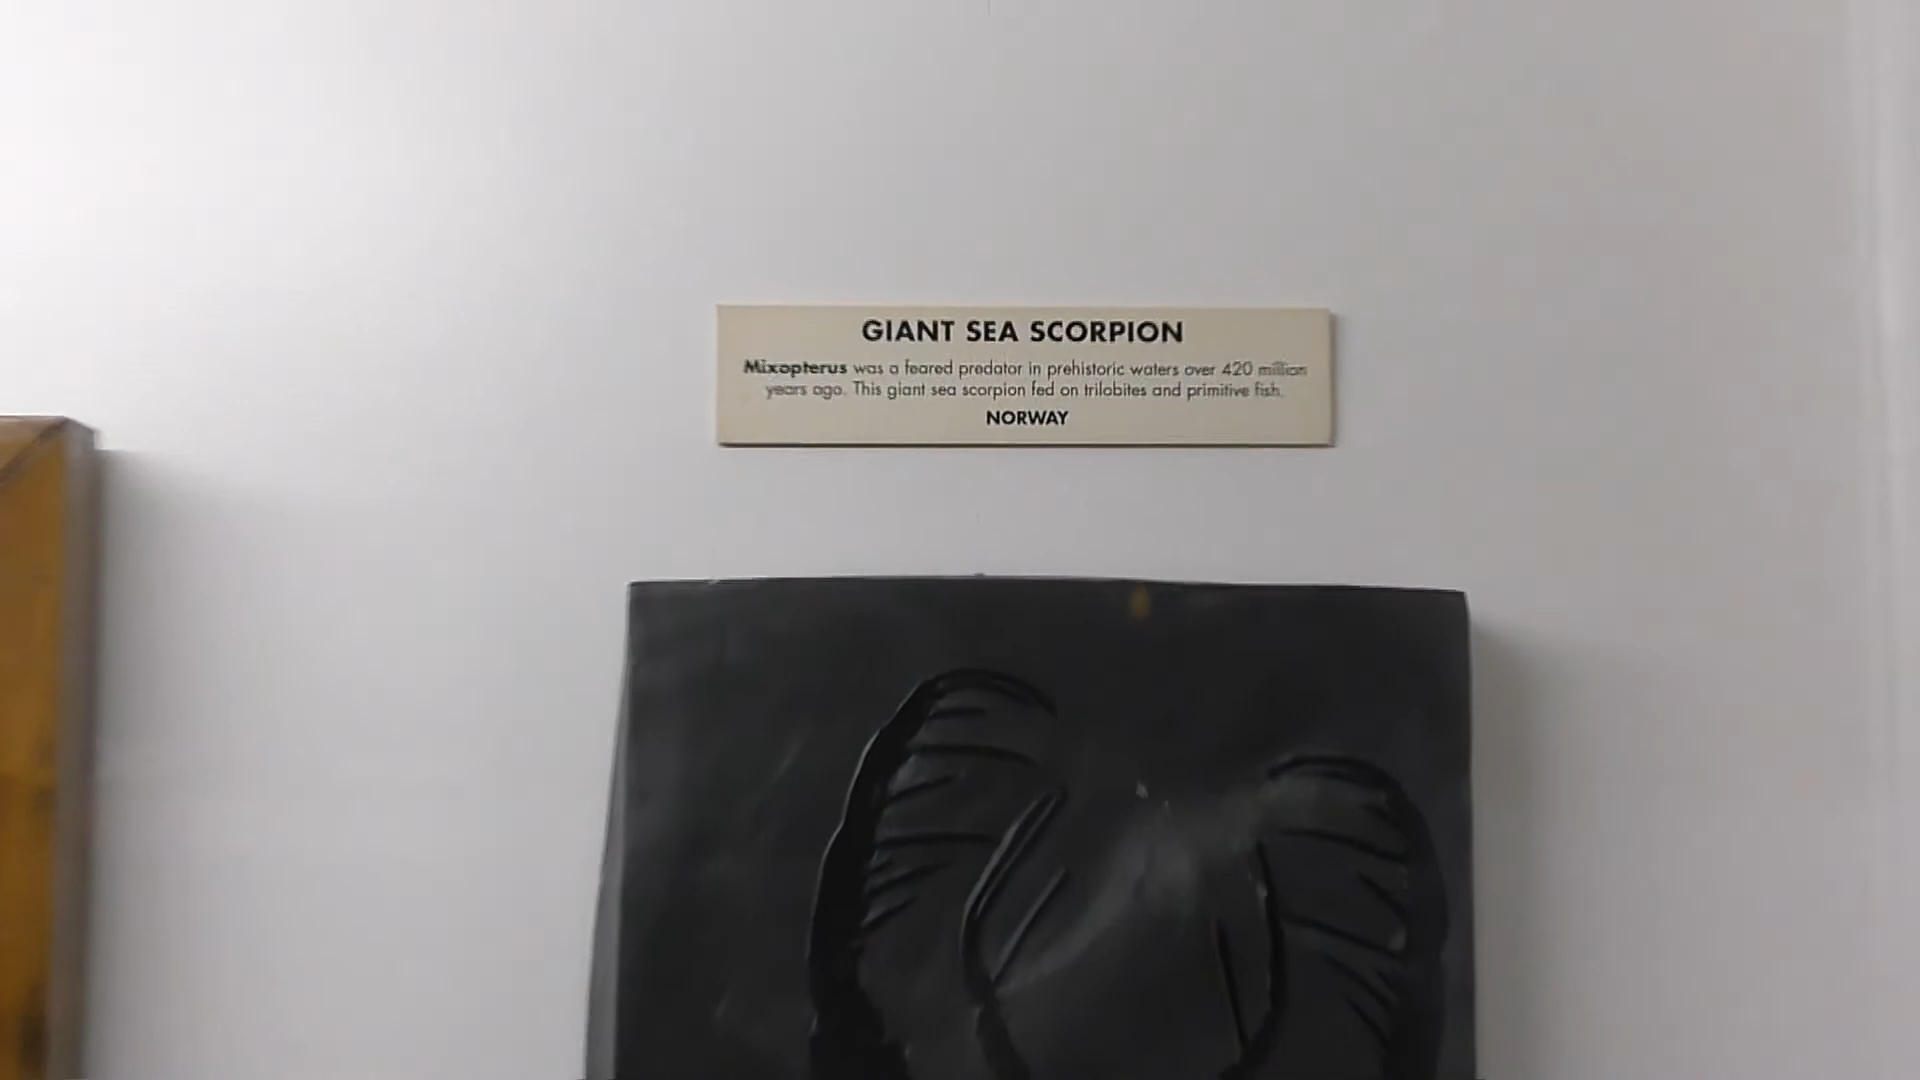 GIANT SEA SCORPION
Mixopterus was a feared predator in prehistoric waters over 420 million
years ago. This giant sea scorpion fed on trilobites and primitive fish.
NORWAY